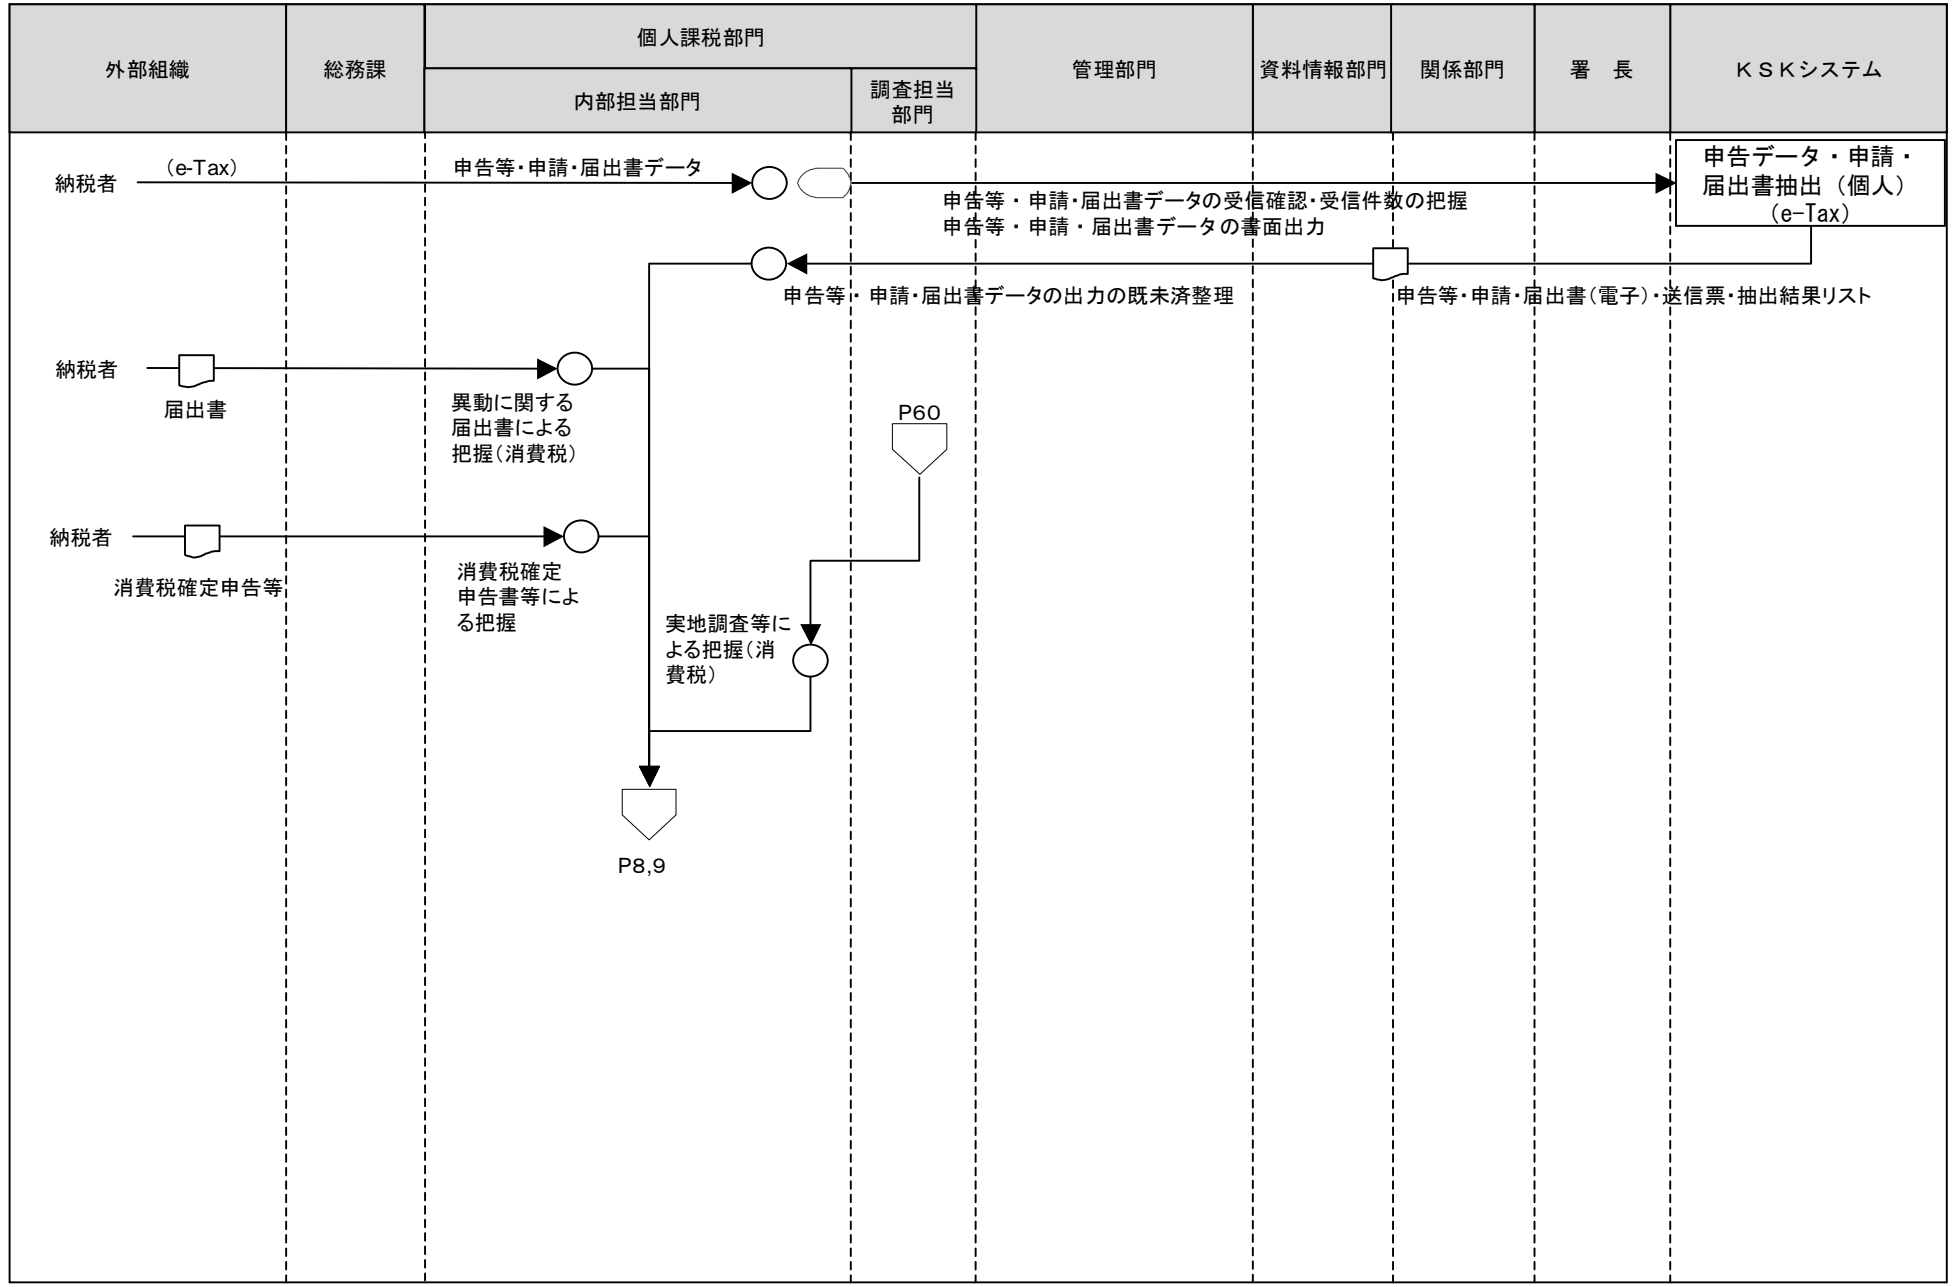 外部組織
総務課
個人課税部門
内部担当部門
調査担当
部門
管理部門
資料情報部門
関係部門
署　長
ＫＳＫシステム
納税者
（e-Tax）
申告等・申請・届出書データ
申告等・申請・届出書データの受信確認・受信件数の把握
申告等・申請・届出書データの書面出力
申告データ・申請・
届出書抽出（個人）
（e-Tax）
申告等・申請・届出書データの出力の既未済整理
申告等・申請・届出書（電子）・送信票・抽出結果リスト
納税者
届出書
異動に関する
届出書による
把握（消費税）
P60
納税者
消費税確定申告等
消費税確定
申告書等によ
る把握
実地調査等に
よる把握（消
費税）
P8,9